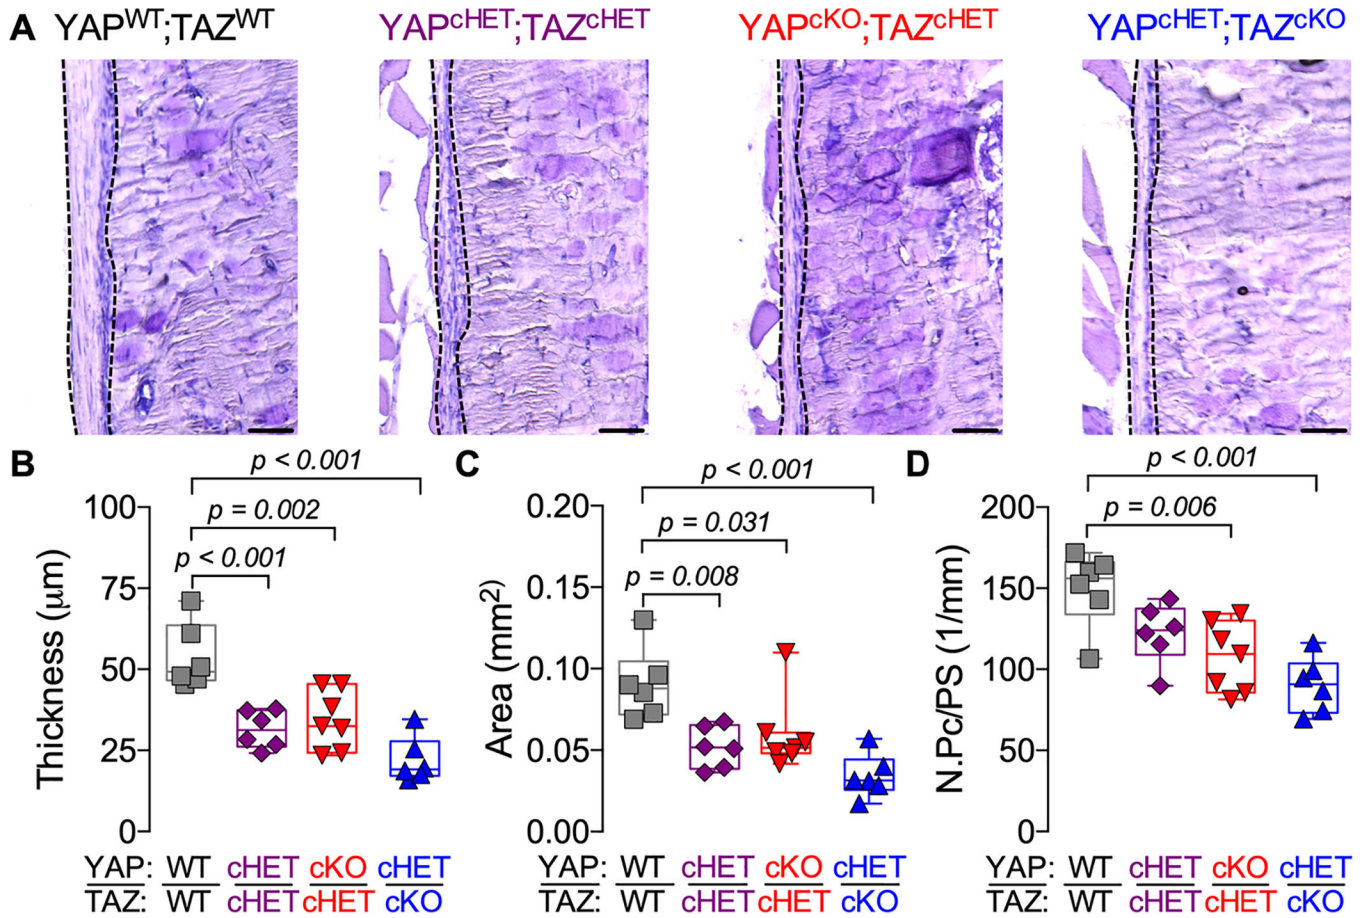 A YAPWT;TAZWT YAPcHET;TAZcHET YAPcKO;TAZcHET YAPcHET;TAZcKO
B
p < 0.001
p = 0.002
p < 0.001
Thickness (μm)
100
75
50
25
0
YAP: WT cHET cKO cHET
TAZ: WT cHET cHET cKO
C
p < 0.001
p = 0.031
p = 0.008
Area (mm2)
0.20
0.15
0.10
0.05
0.00
YAP: WT cHET cKO cHET
TAZ: WT cHET cHET cKO
D
p < 0.001
p = 0.006
N.Pc/PS (1/mm)
200
150
100
50
0
YAP: WT cHET cKO cHET
TAZ: WT cHET cHET cKO